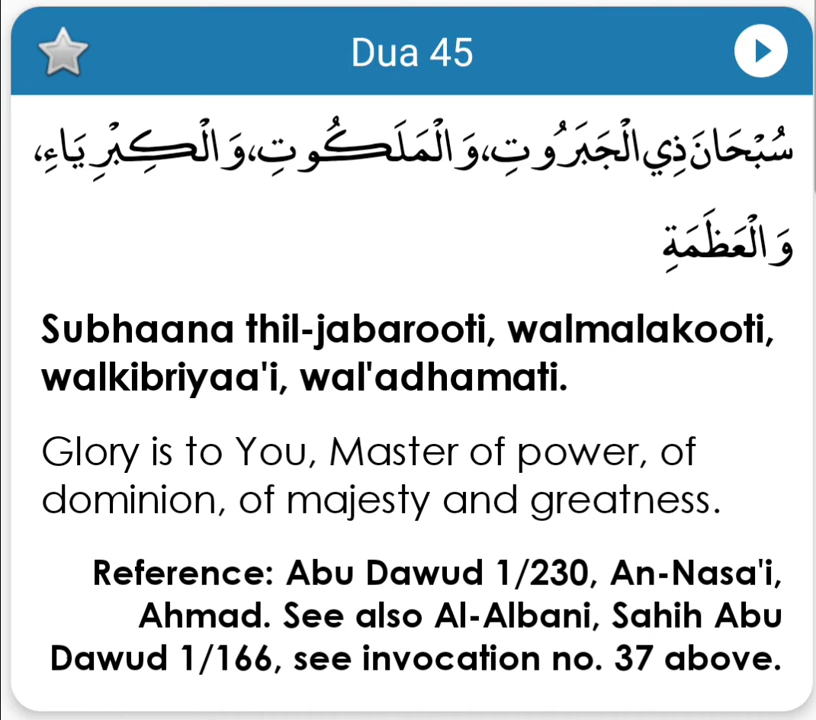 Dua 45
سُبْحَانَ ذِي الْجَبَرُوتِ، وَالْمَلَكُوتِ، وَالْكِبْرِيَاءِ،
وَالْعَظَمَةِ
Subhaana thil-jabarooti, walmalakooti,
walkibriyaa'i, wal'adhamati.
Glory is to You, Master of power, of
dominion, of majesty and greatness.
Reference: Abu Dawud 1/230, An-Nasa'i,
Ahmad. See also Al-Albani, Sahih Abu
Dawud 1/166, see invocation no. 37 above.